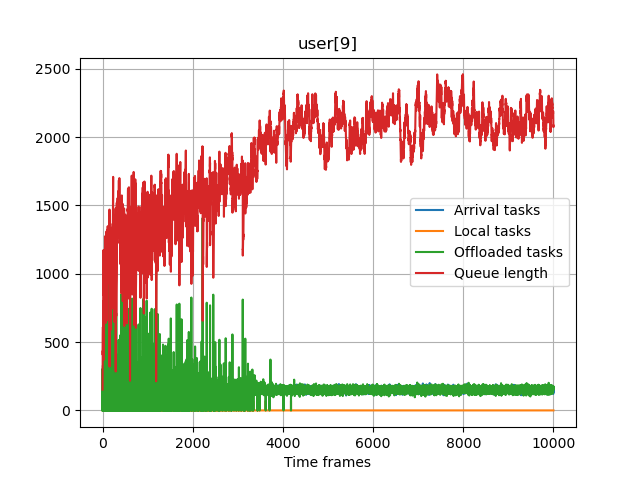 user[9]
2500
2000
1500
1000
500
0
Arrival tasks
Local tasks
Offloaded tasks
Queue length
0 2000 4000 6000 8000 10000
Time frames